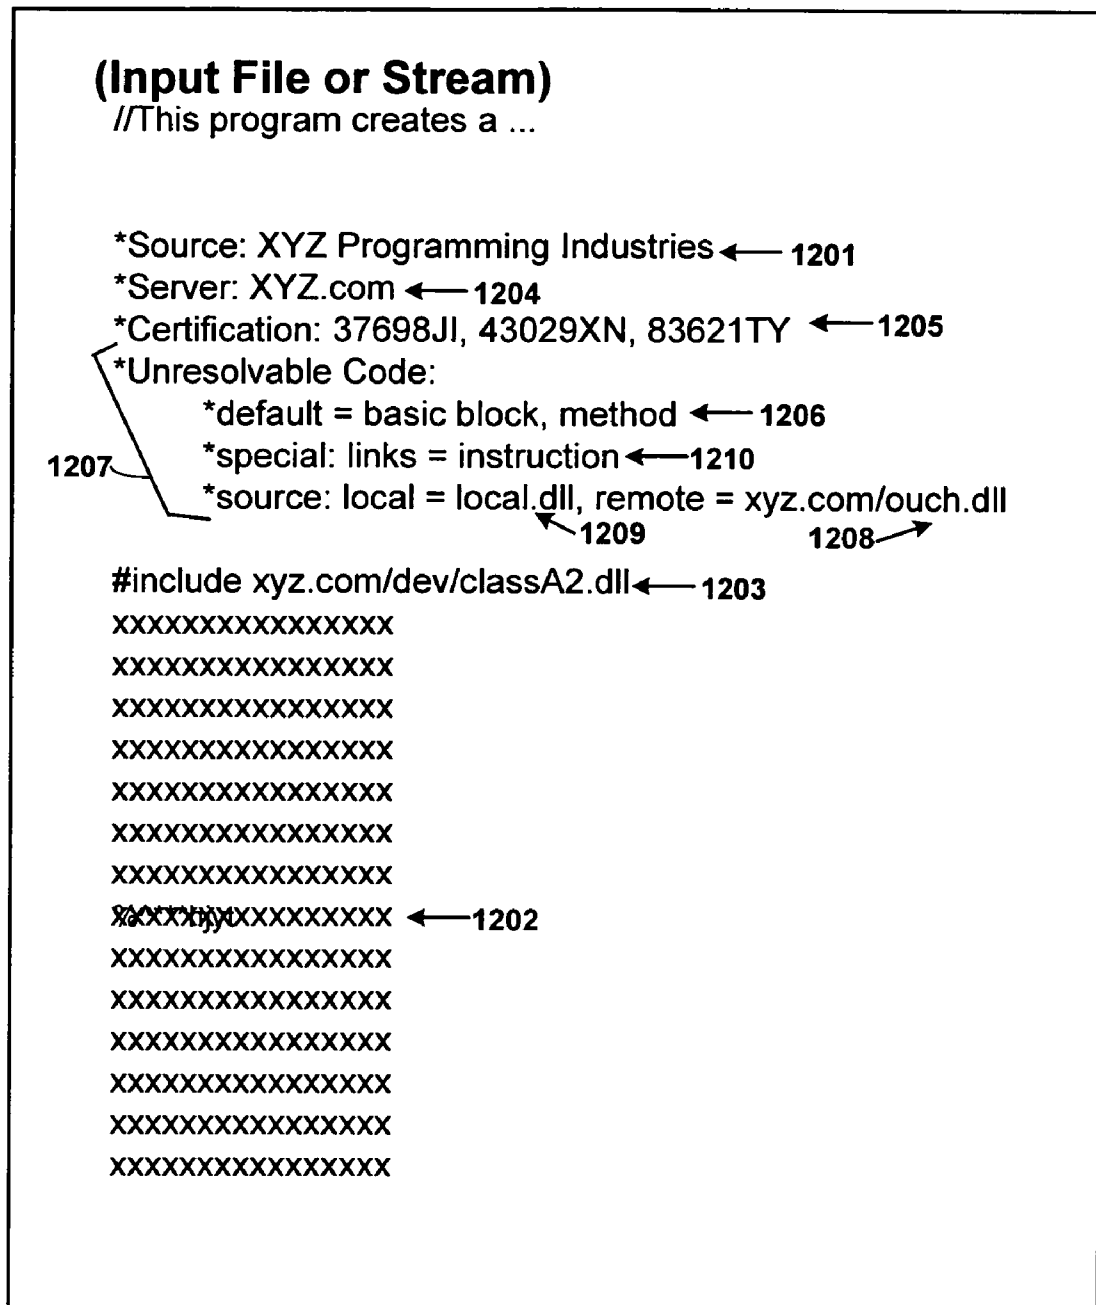 (Input File or Stream)
//This program creates a ...
*Source: XYZ Programming Industries 1201
*Server: XYZ.com 1204
*Certification: 37698JI, 43029XN, 83621TY 1205
*Unresolvable Code:
*default = basic block, method 1206
1207 *special: links = instruction 1210
*source: local = local.dll, remote = xyz.com/ouch.dll
1209 1208
#include xyz.com/dev/classA2.dll 1203
xxxxxxxxxxxxxxxx
xxxxxxxxxxxxxxxx
xxxxxxxxxxxxxxxx
xxxxxxxxxxxxxxxx
xxxxxxxxxxxxxxxx
xxxxxxxxxxxxxxxx
xxxxxxxxxxxxxxxx
1202
xxxxxxxxxxxxxxxx
xxxxxxxxxxxxxxxx
xxxxxxxxxxxxxxxx
xxxxxxxxxxxxxxxx
xxxxxxxxxxxxxxxx
xxxxxxxxxxxxxxxx